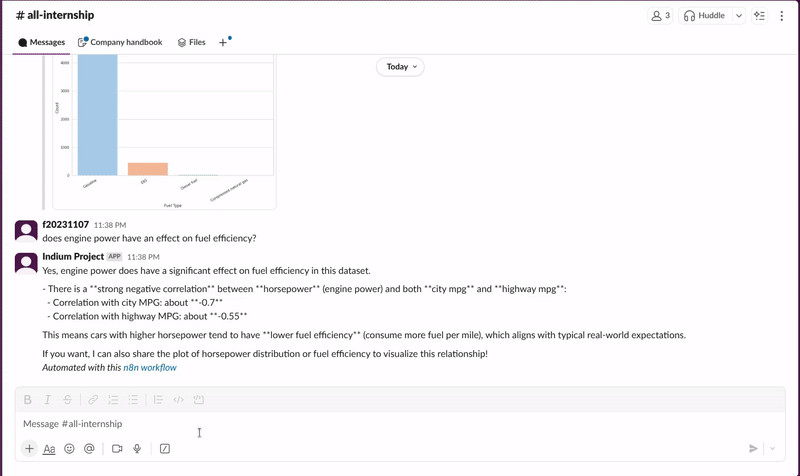 # all-internship
3
Huddle
Messages
Company handbook
Files
Today
4000
3000
2000
1000
0
Count
Gasoline
E85
Diesel fuel
Compressed natural gas
Fuel Type
f20231107 11:38 PM
does engine power have an effect on fuel efficiency?
Indium Project APP 11:38 PM
Yes, engine power does have a significant effect on fuel efficiency in this dataset.
- There is a **strong negative correlation** between **horsepower** (engine power) and both **city mpg** and **highway mpg**:
- Correlation with city MPG: about **-0.7**
- Correlation with highway MPG: about **-0.55**
This means cars with higher horsepower tend to have **lower fuel efficiency** (consume more fuel per mile), which aligns with typical real-world expectations.
If you want, I can also share the plot of horsepower distribution or fuel efficiency to visualize this relationship!
Automated with this n8n workflow
Message #all-internship
Aa